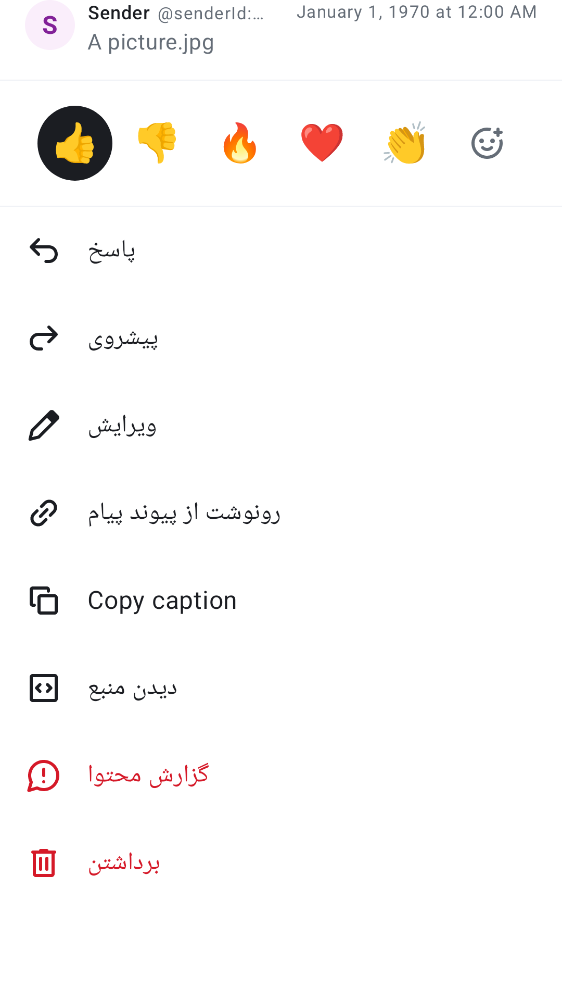 S
Sender @senderId:... January 1, 1970 at 12:00 AM
A picture.jpg
پاسخ
پیشروی
ویرایش
رونوشت از پیوند پیام
Copy caption
دیدن منبع
گزارش محتوا
برداشتن